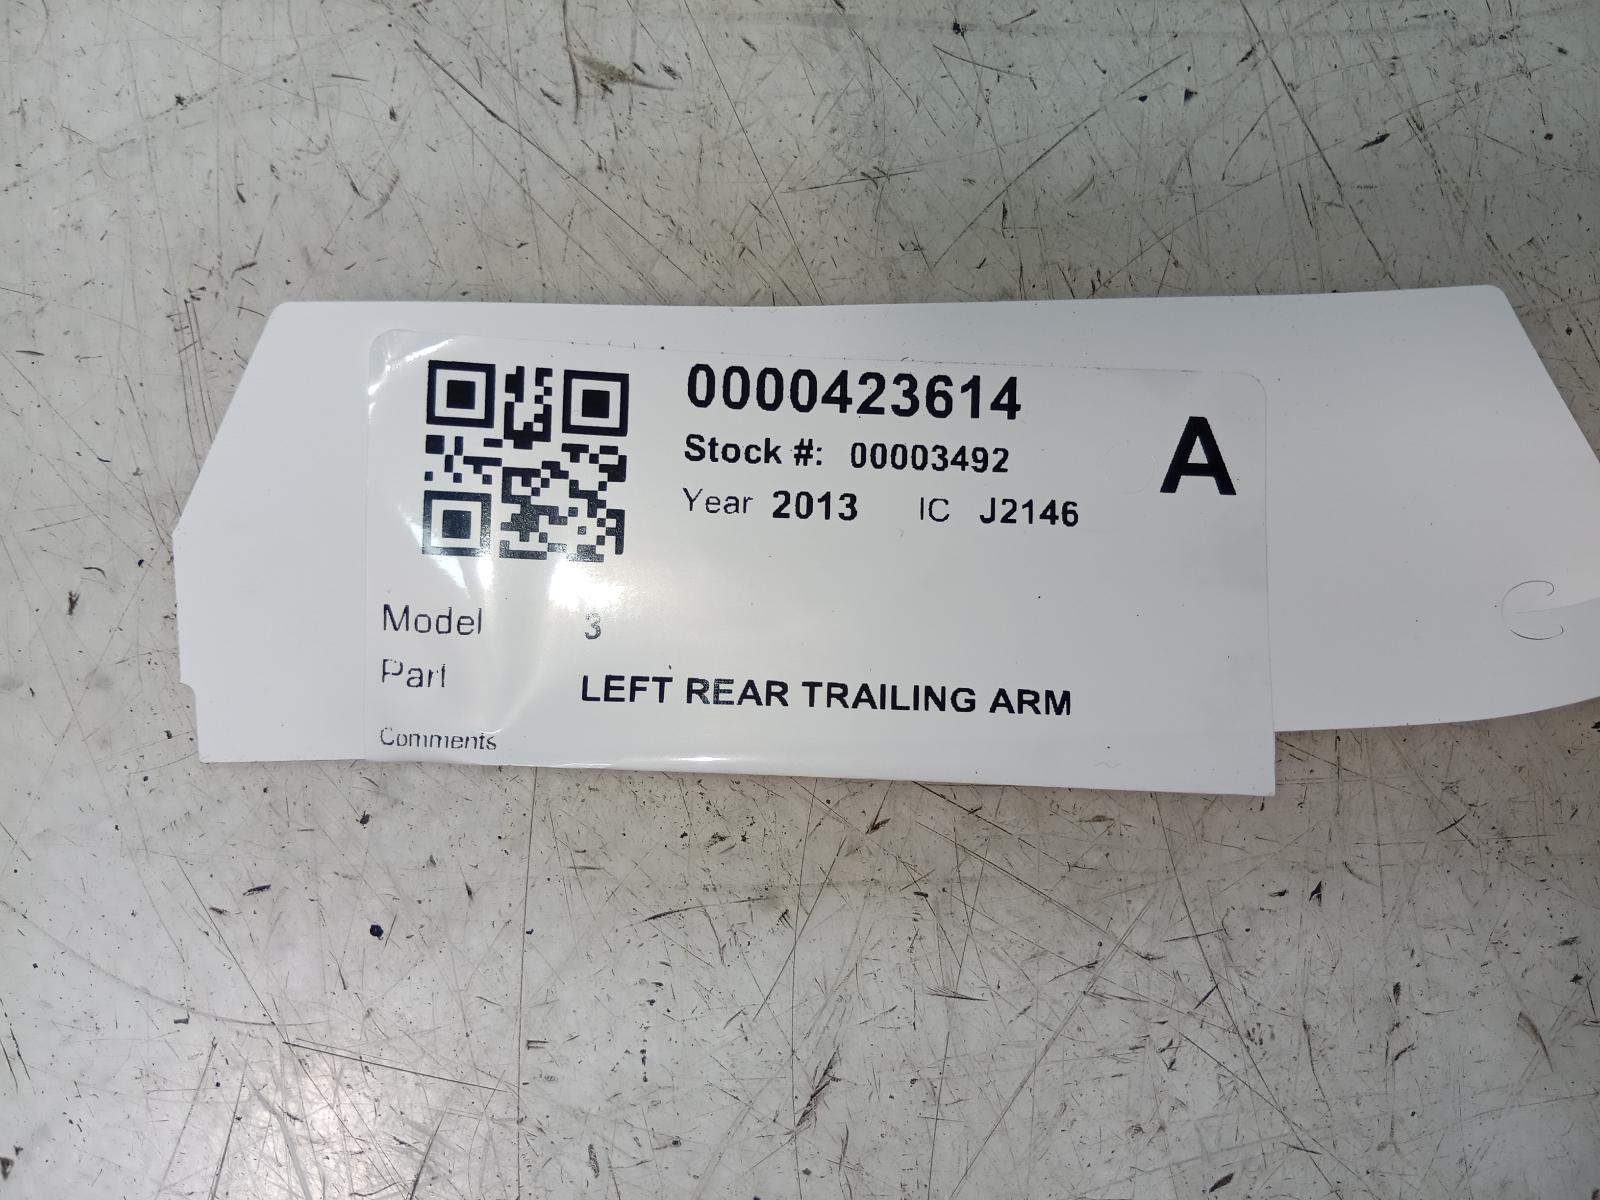 0000423614
A
Stock #: 00003492
Year 2013 IC J2146
Model 3
Part LEFT REAR TRAILING ARM
Comments